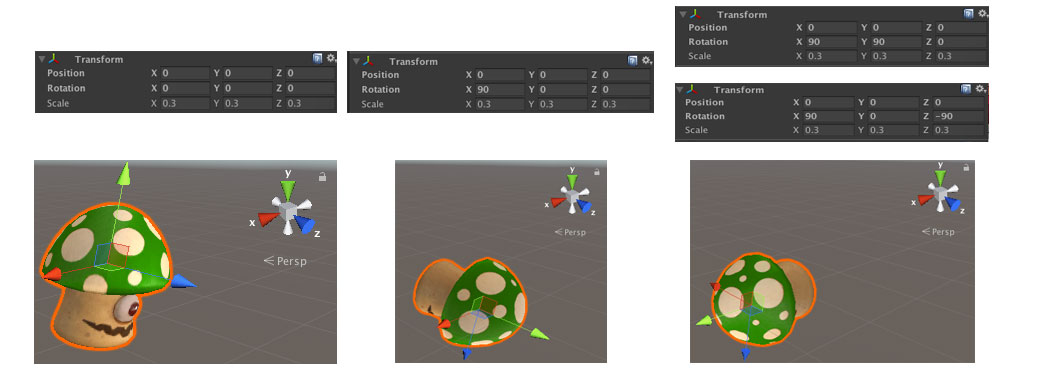 Transform
Position X 0 Y 0 Z 0
Rotation X 0 Y 0 Z 0
Scale X 0.3 Y 0.3 Z 0.3
Transform
Position X 0 Y 0 Z 0
Rotation X 90 Y 0 Z 0
Scale X 0.3 Y 0.3 Z 0.3
Transform
Position X 0 Y 0 Z 0
Rotation X 90 Y 90 Z 0
Scale X 0.3 Y 0.3 Z 0.3
Transform
Position X 0 Y 0 Z 0
Rotation X 90 Y 0 Z -90
Scale X 0.3 Y 0.3 Z 0.3
y
x
z
Persp
y
x
z
Persp
y
x
z
Persp